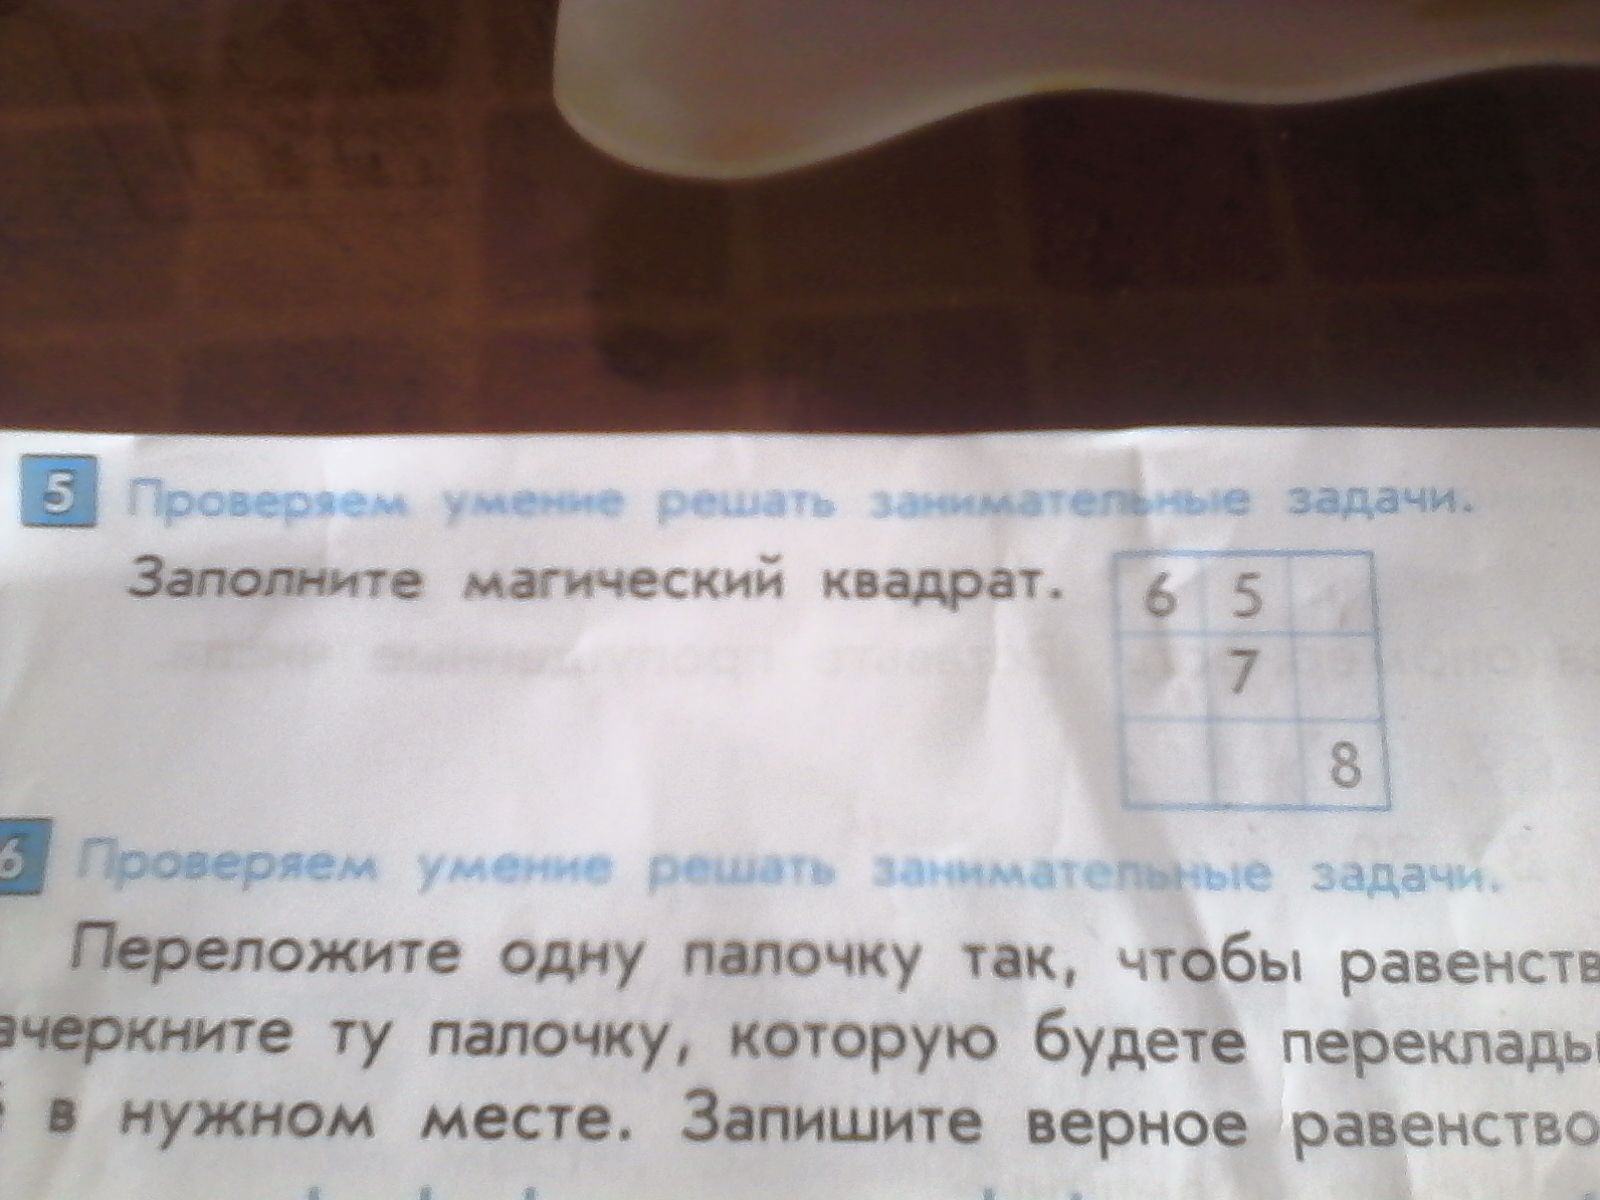 5 Проверяем умение решать занимательные задачи.
Заполните магический квадрат.
6 5
7
8
6 Проверяем умение решать занимательные задачи.
Переложите одну палочку так, чтобы равенств
ачеркните ту палочку, которую будете перекладыв
ё в нужном месте. Запишите верное равенство